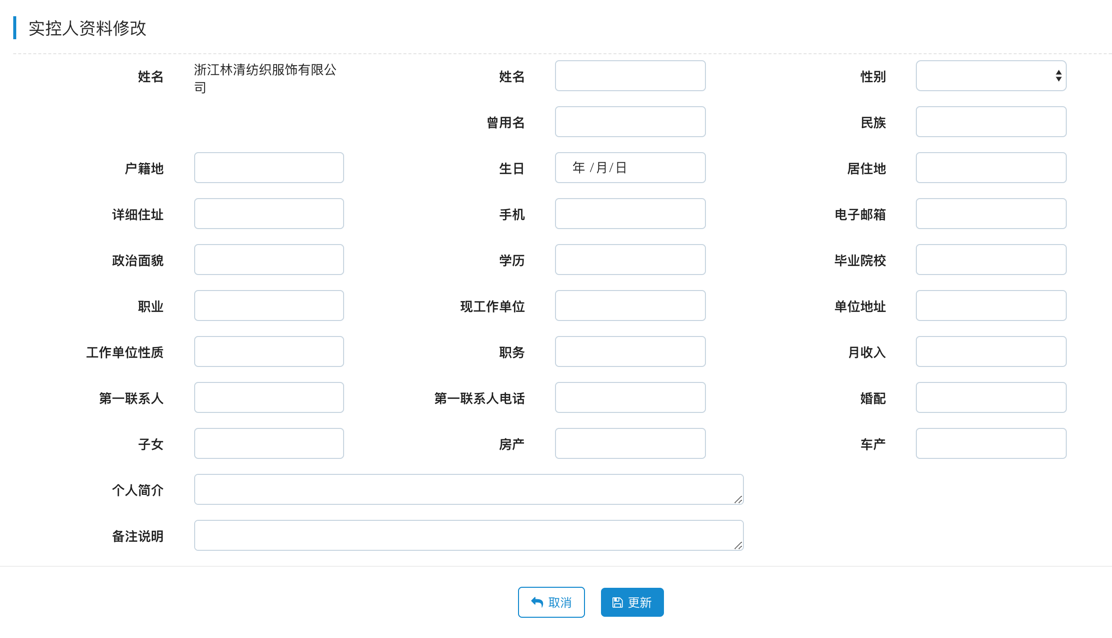 实控人资料修改
姓名 浙江林清纺织服饰有限公 姓名 性别
司
曾用名 民族
户籍地 生日 年 /月/日 居住地
详细住址 手机 电子邮箱
政治面貌 学历 毕业院校
职业 现工作单位 单位地址
工作单位性质 职务 月收入
第一联系人 第一联系人电话 婚配
子女 房产 车产
个人简介
备注说明
取消 更新